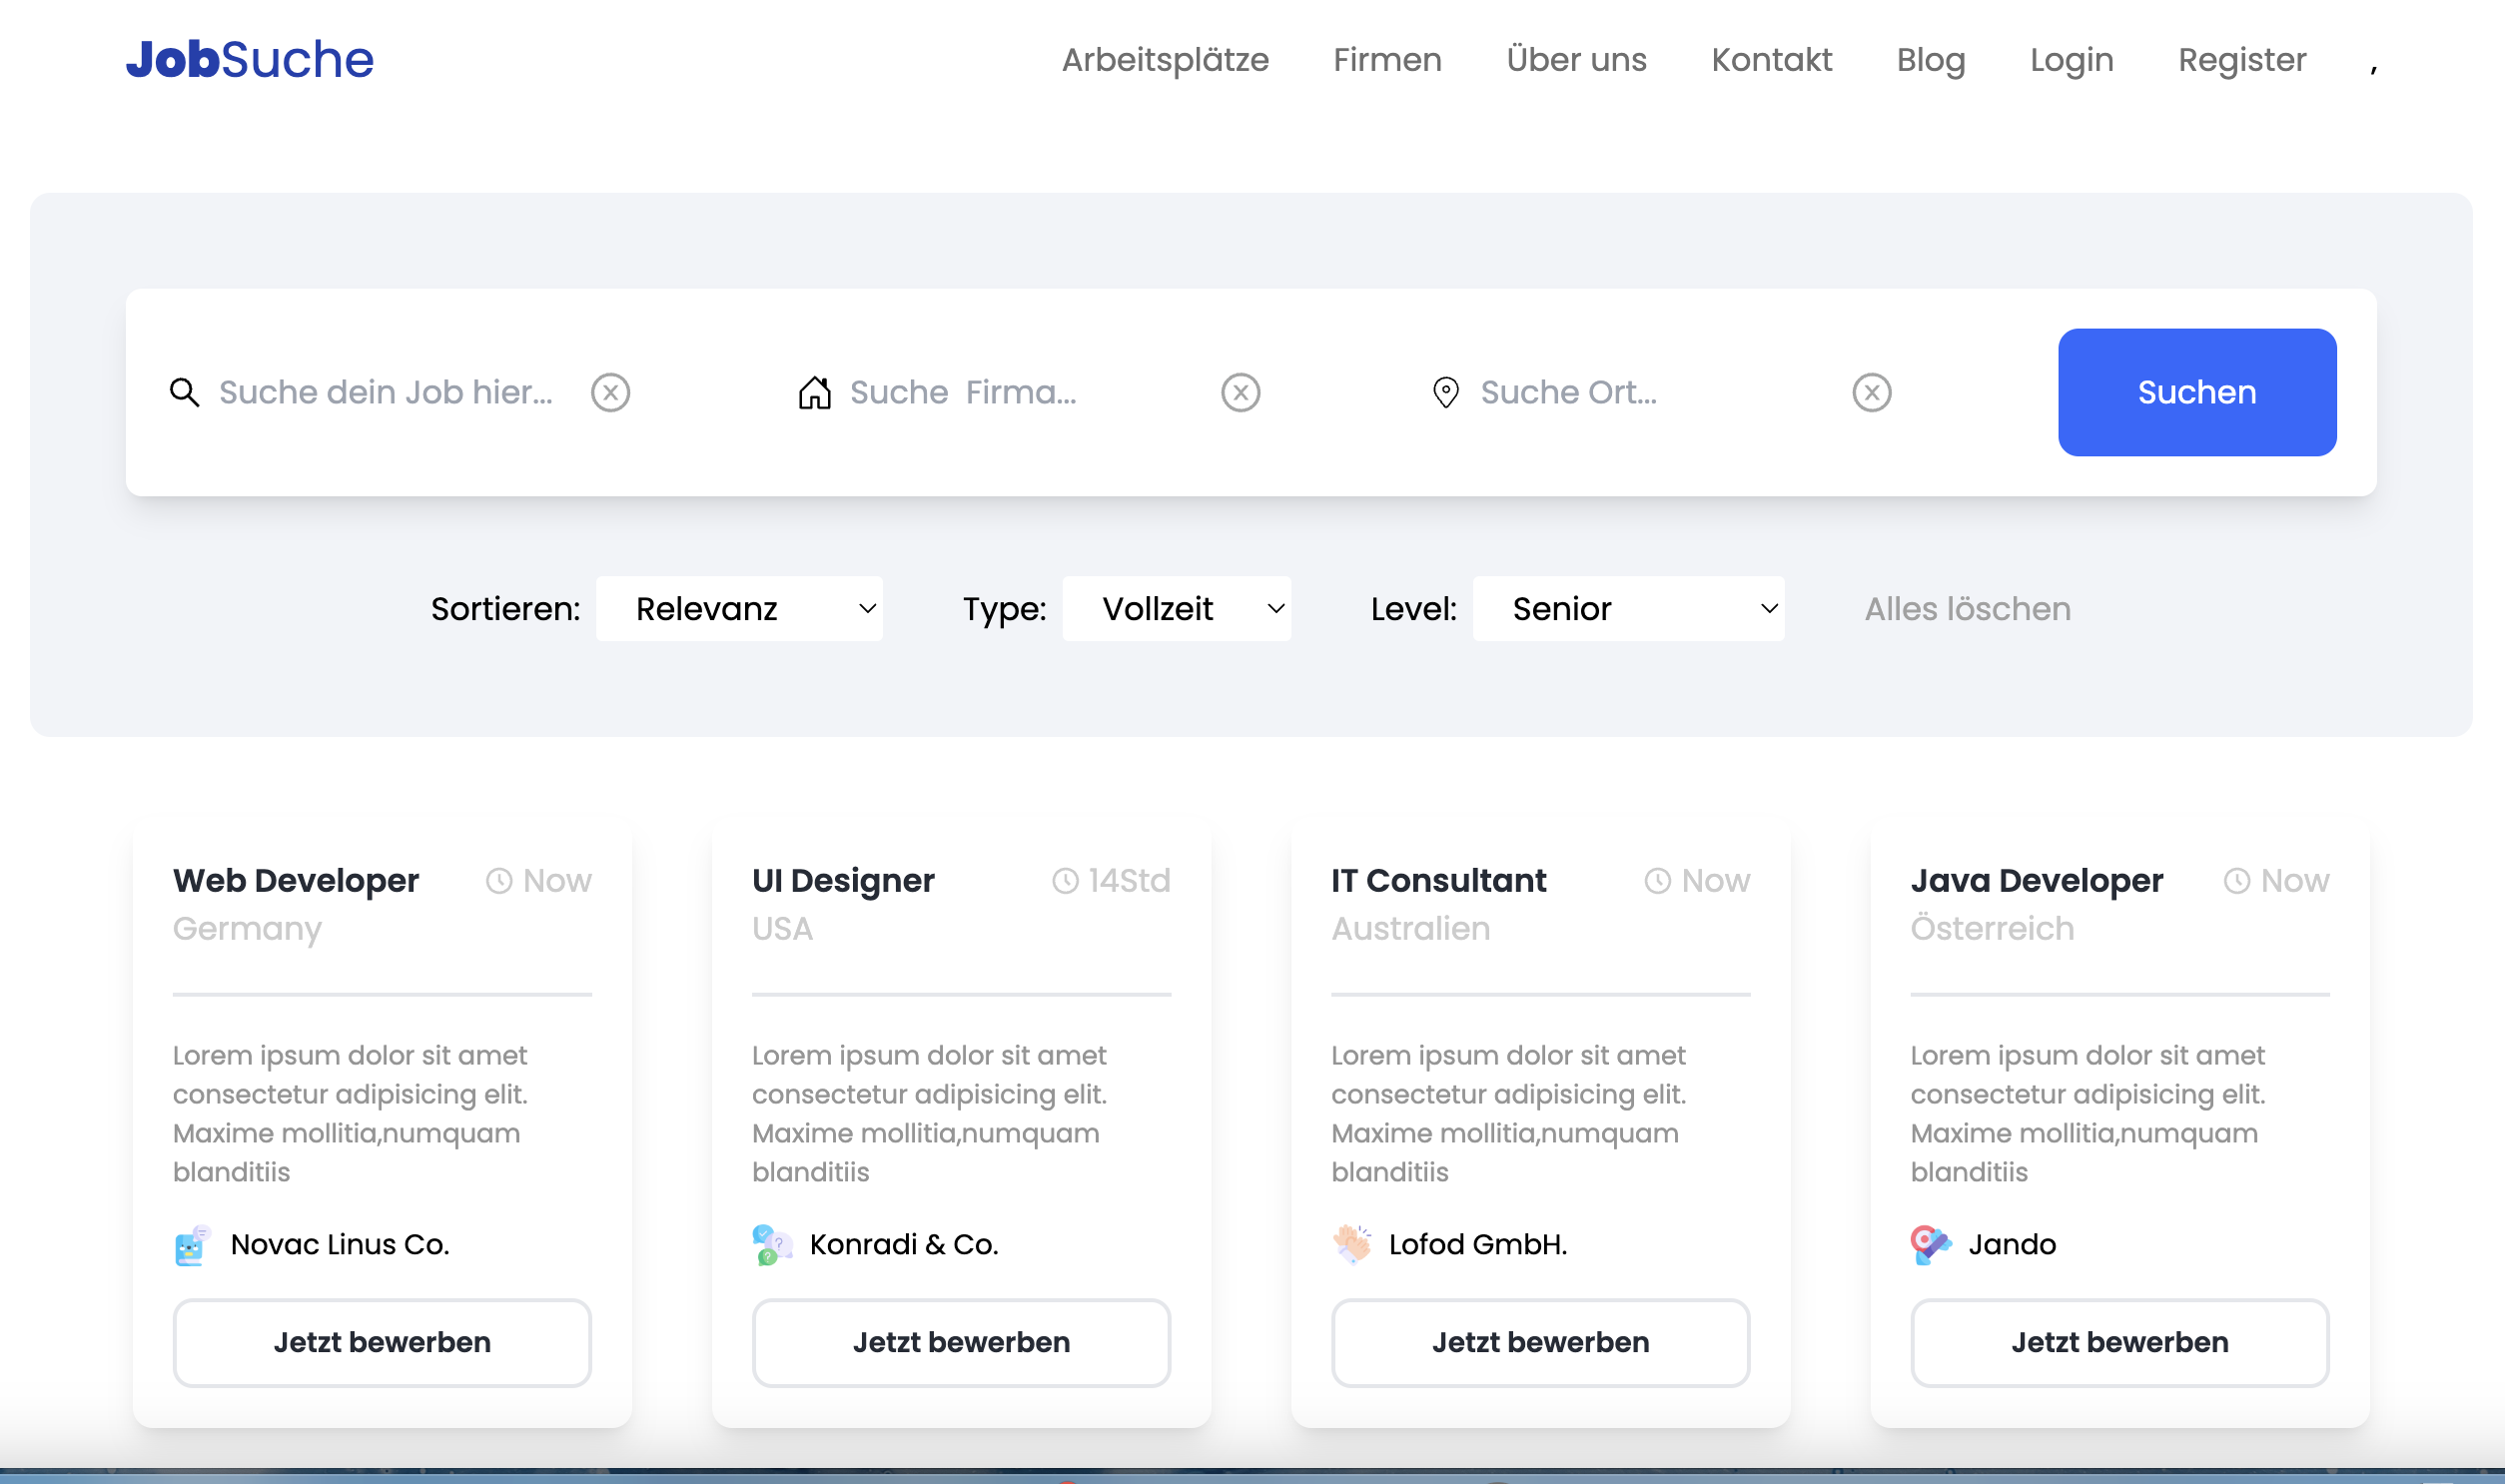 JobSuche
Arbeitsplätze Firmen Über uns Kontakt Blog Login Register ,
Suche dein Job hier... Suche  Firma... Suche Ort... Suchen
Sortieren: Relevanz Type: Vollzeit Level: Senior Alles löschen
Web Developer Now
Germany
Lorem ipsum dolor sit amet
consectetur adipisicing elit.
Maxime mollitia,numquam
blanditiis
Novac Linus Co.
Jetzt bewerben
UI Designer 14Std
USA
Lorem ipsum dolor sit amet
consectetur adipisicing elit.
Maxime mollitia,numquam
blanditiis
Konradi & Co.
Jetzt bewerben
IT Consultant Now
Australien
Lorem ipsum dolor sit amet
consectetur adipisicing elit.
Maxime mollitia,numquam
blanditiis
Lofod GmbH.
Jetzt bewerben
Java Developer Now
Österreich
Lorem ipsum dolor sit amet
consectetur adipisicing elit.
Maxime mollitia,numquam
blanditiis
Jando
Jetzt bewerben